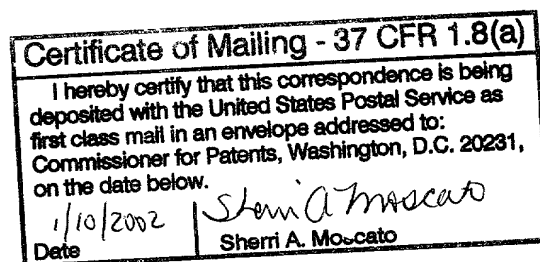 Certificate of Mailing - 37 CFR 1.8(a)
I hereby certify that this correspondence is being
deposited with the United States Postal Service as
first class mail in an envelope addressed to:
Commissioner for Patents, Washington, D.C. 20231,
on the date below.
1/10/2002 Sherri A Moscato
Date Sherri A. Moscato